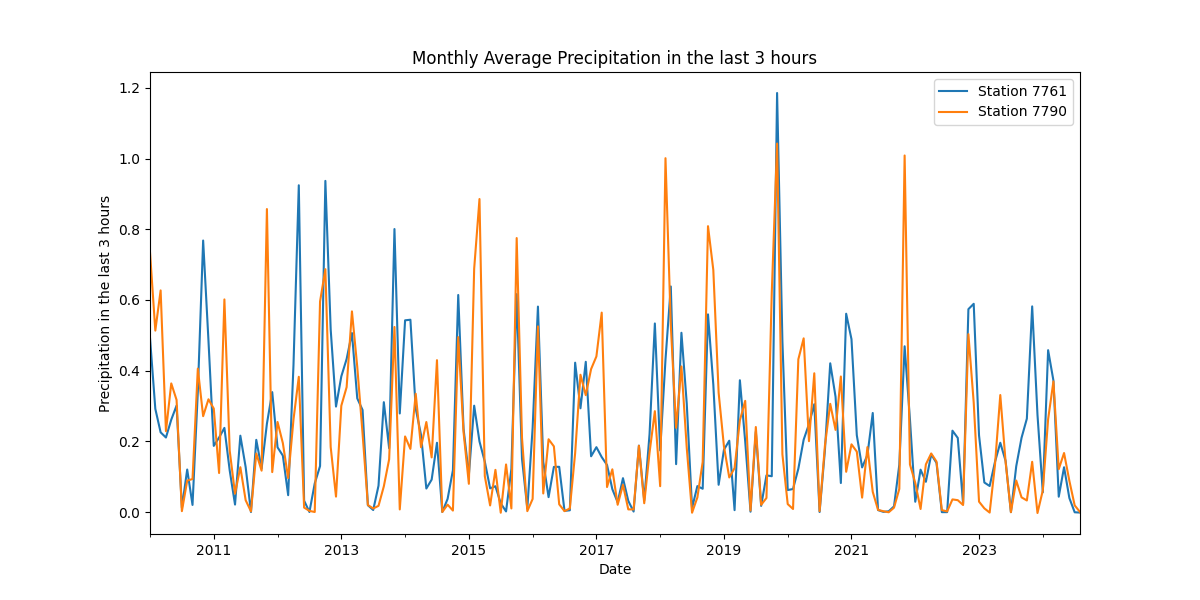 Monthly Average Precipitation in the last 3 hours
Station 7761
Station 7790
Precipitation in the last 3 hours
1.2
1.0
0.8
0.6
0.4
0.2
0.0
2011
2013
2015
2017
2019
2021
2023
Date